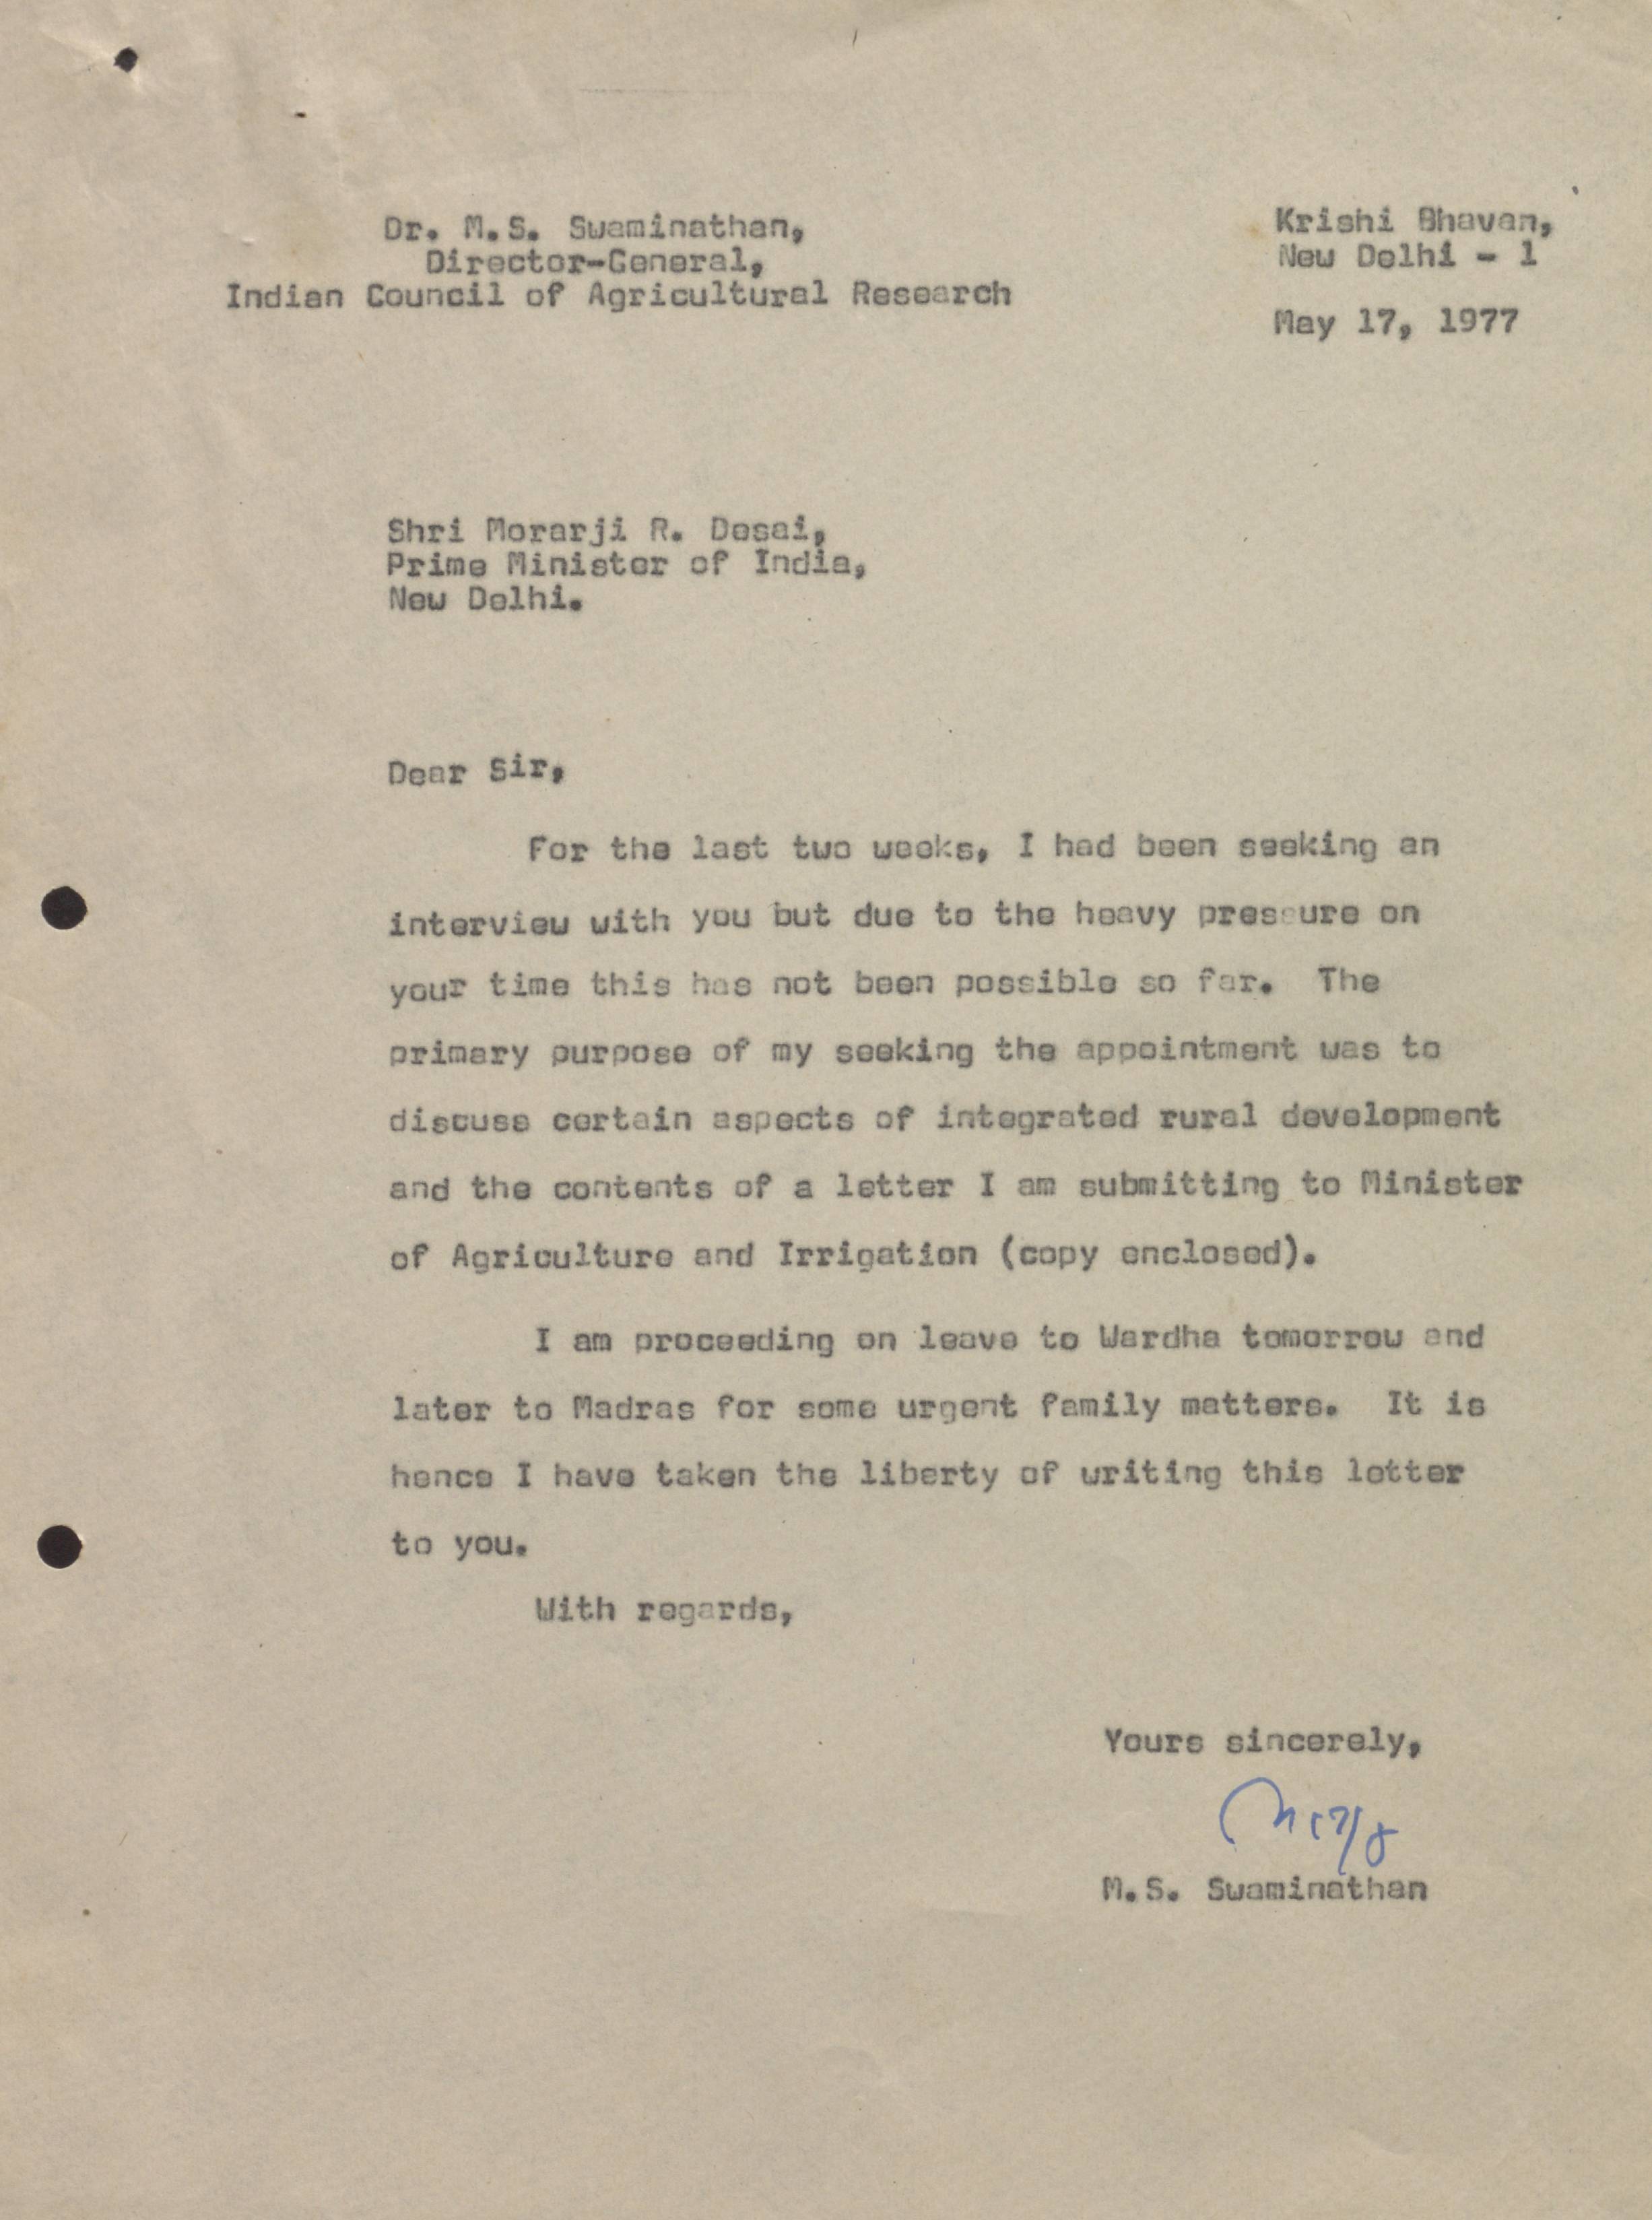 Dr. M.S. Swaminathan,
Director-General,
Indian Council of Agricultural Research
Krishi Bhavan,
New Delhi - 1
May 17, 1977
Shri Morarji R. Desai,
Prime Minister of India,
New Delhi.
Dear Sir,
For the last two weeks, I had been seeking an
interview with you but due to the heavy pressure on
your time this has not been possible so far. The
primary purpose of my seeking the appointment was to
discuss certain aspects of integrated rural development
and the contents of a letter I am submitting to Minister
of Agriculture and Irrigation (copy enclosed).
I am proceeding on leave to Wardha tomorrow and
later to Madras for some urgent family matters. It is
hence I have taken the liberty of writing this letter
to you.
With regards,
Yours sincerely,
M.S. Swaminathan